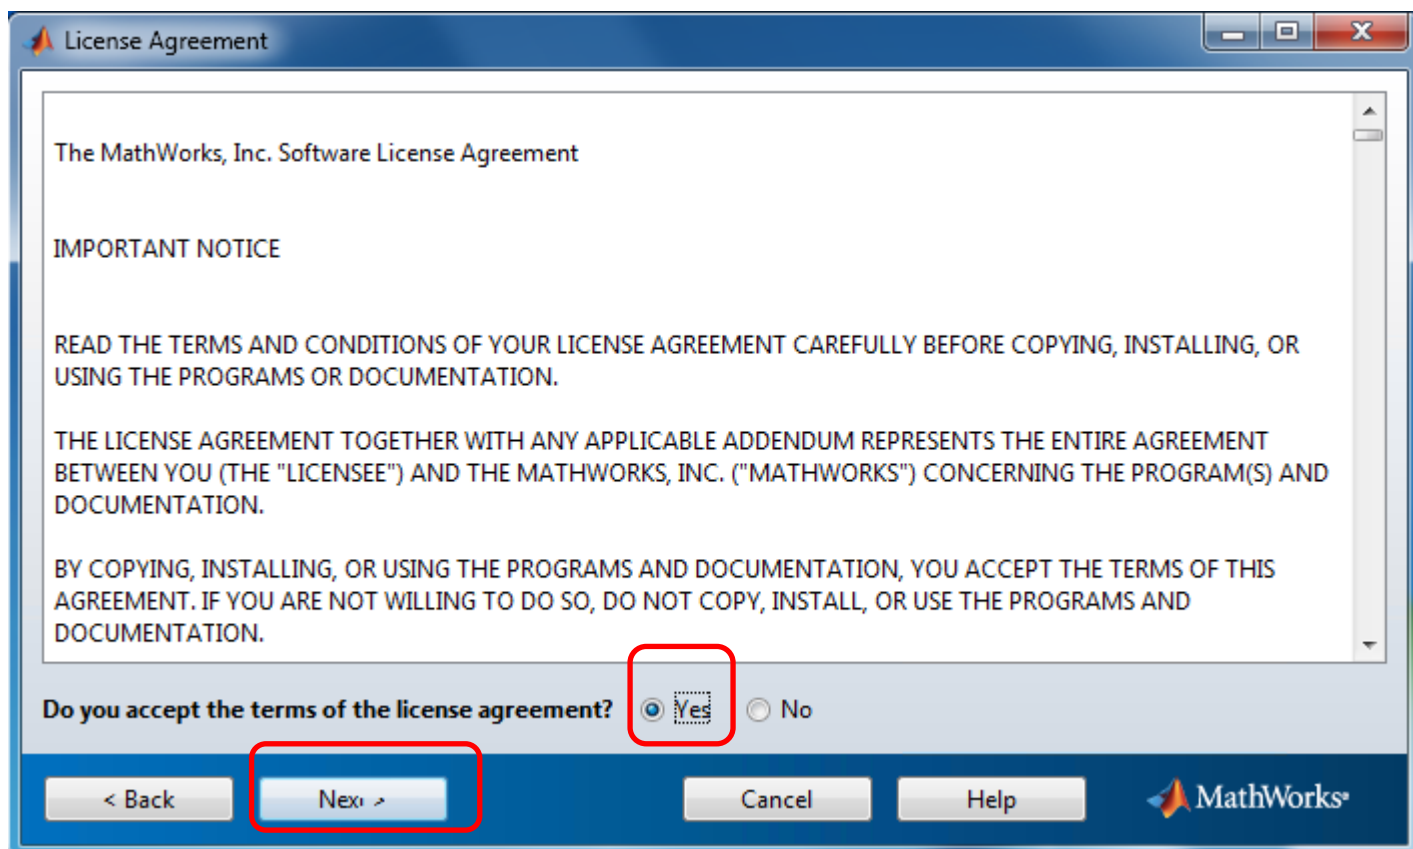 License Agreement
The MathWorks, Inc. Software License Agreement
IMPORTANT NOTICE
READ THE TERMS AND CONDITIONS OF YOUR LICENSE AGREEMENT CAREFULLY BEFORE COPYING, INSTALLING, OR
USING THE PROGRAMS OR DOCUMENTATION.
THE LICENSE AGREEMENT TOGETHER WITH ANY APPLICABLE ADDENDUM REPRESENTS THE ENTIRE AGREEMENT
BETWEEN YOU (THE "LICENSEE") AND THE MATHWORKS, INC. ("MATHWORKS") CONCERNING THE PROGRAM(S) AND
DOCUMENTATION.
BY COPYING, INSTALLING, OR USING THE PROGRAMS AND DOCUMENTATION, YOU ACCEPT THE TERMS OF THIS
AGREEMENT. IF YOU ARE NOT WILLING TO DO SO, DO NOT COPY, INSTALL, OR USE THE PROGRAMS AND
DOCUMENTATION.
Do you accept the terms of the license agreement? Yes No
< Back Next > Cancel Help MathWorks®